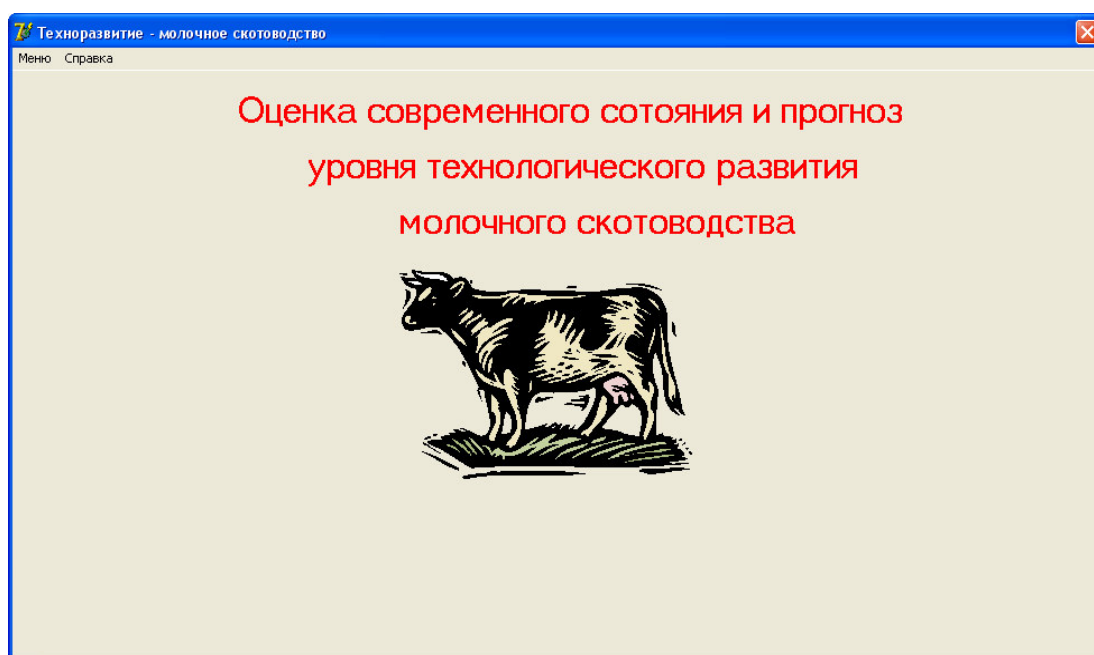 Техноразвитие - молочное скотоводство
Меню Справка
Оценка современного сотояния и прогноз
уровня технологического развития
молочного скотоводства